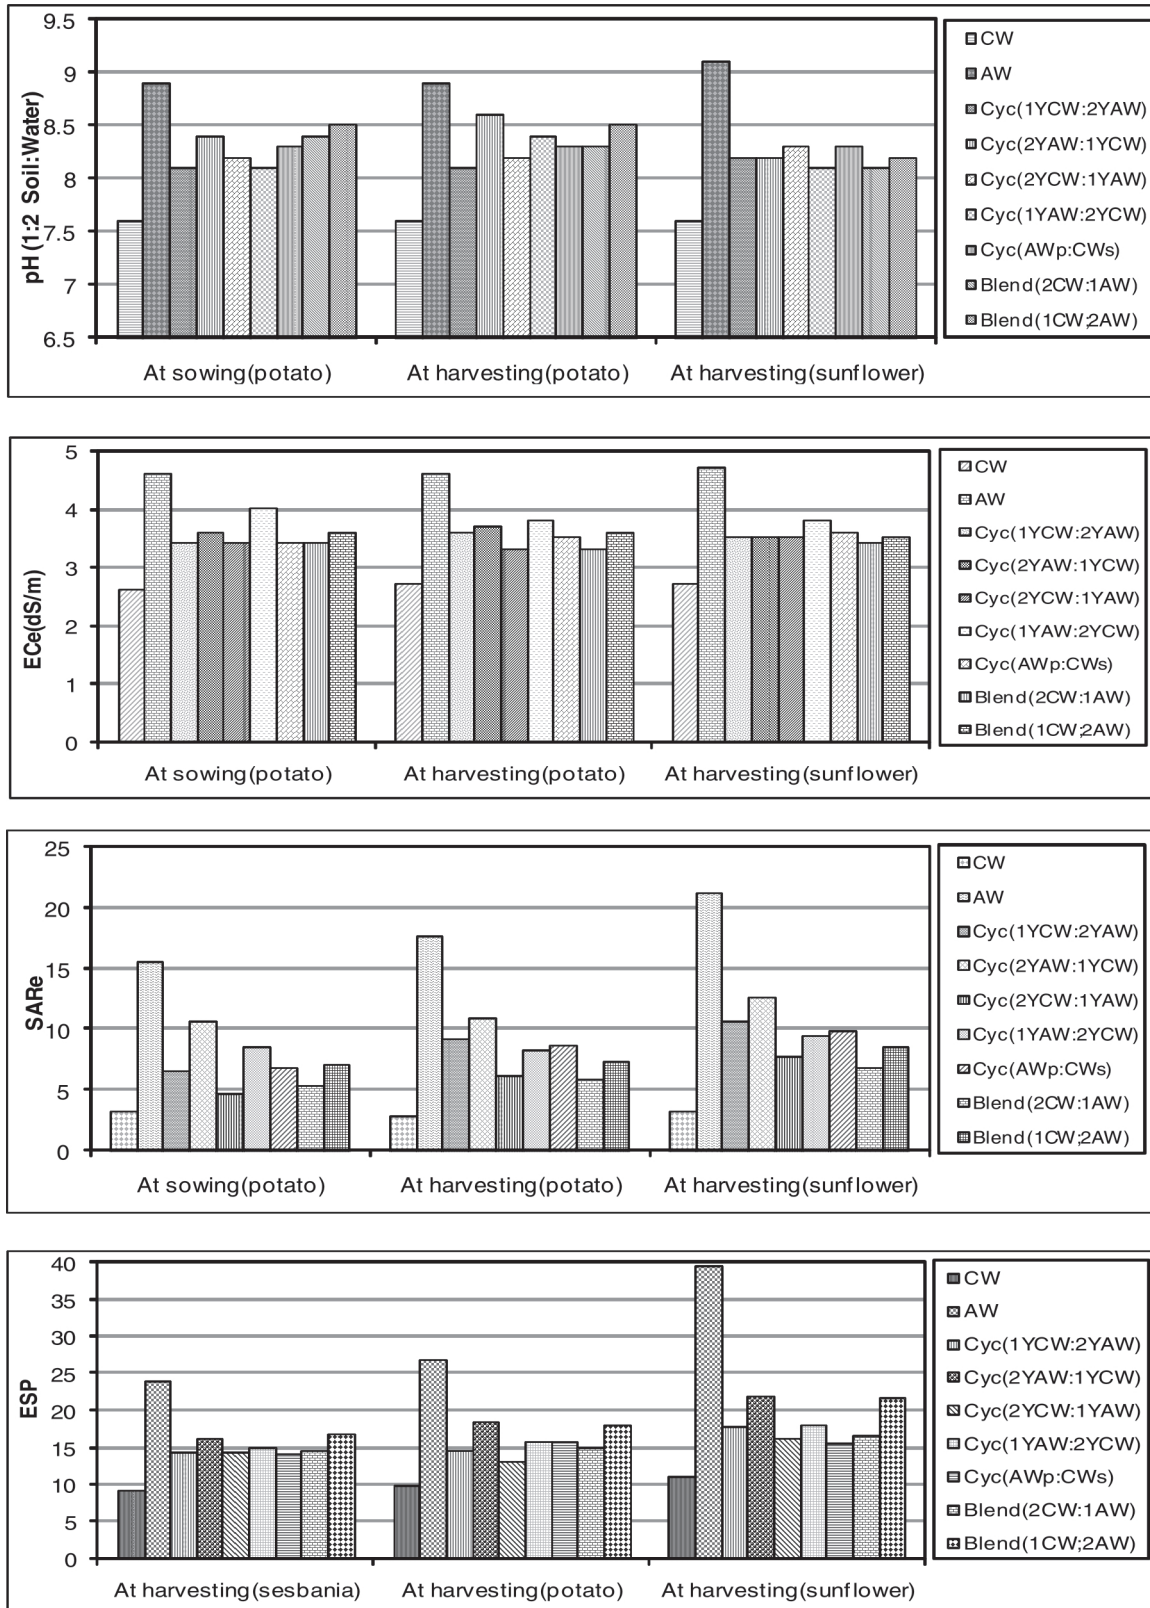 9.5
9
8.5
8
7.5
7
6.5
pH (1:2 Soil:Water)
At sowing(potato)
At harvesting(potato)
At harvesting(sunflower)
CW
AW
Cyc(1YCW:2YAW)
Cyc(2YAW:1YCW)
Cyc(2YCW:1YAW)
Cyc(1YAW:2YCW)
Cyc(AWp:CWs)
Blend(2CW:1AW)
Blend(1CW;2AW)
5
4
3
2
1
0
ECe(dS/m)
At sowing(potato)
At harvesting(potato)
At harvesting(sunflower)
CW
AW
Cyc(1YCW:2YAW)
Cyc(2YAW:1YCW)
Cyc(2YCW:1YAW)
Cyc(1YAW:2YCW)
Cyc(AWp:CWs)
Blend(2CW:1AW)
Blend(1CW;2AW)
25
20
15
10
5
0
SARe
At sowing(potato)
At harvesting(potato)
At harvesting(sunflower)
CW
AW
Cyc(1YCW:2YAW)
Cyc(2YAW:1YCW)
Cyc(2YCW:1YAW)
Cyc(1YAW:2YCW)
Cyc(AWp:CWs)
Blend(2CW:1AW)
Blend(1CW;2AW)
40
35
30
25
20
15
10
5
0
ESP
At harvesting(sesbania)
At harvesting(potato)
At harvesting(sunflower)
CW
AW
Cyc(1YCW:2YAW)
Cyc(2YAW:1YCW)
Cyc(2YCW:1YAW)
Cyc(1YAW:2YCW)
Cyc(AWp:CWs)
Blend(2CW:1AW)
Blend(1CW;2AW)